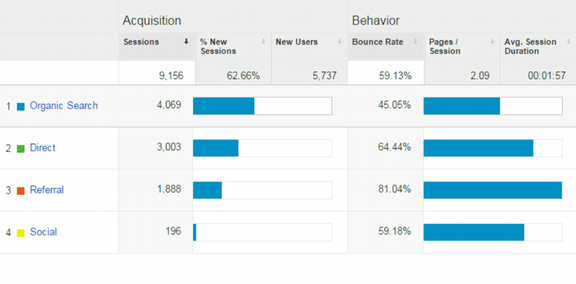 Acquisition Behavior
Sessions % New Sessions New Users Bounce Rate Pages / Session Avg. Session Duration
9,156 62.66% 5,737 59.13% 2.09 00:01:57
1 Organic Search 4,069 45.05%
2 Direct 3,003 64.44%
3 Referral 1,888 81.04%
4 Social 196 59.18%